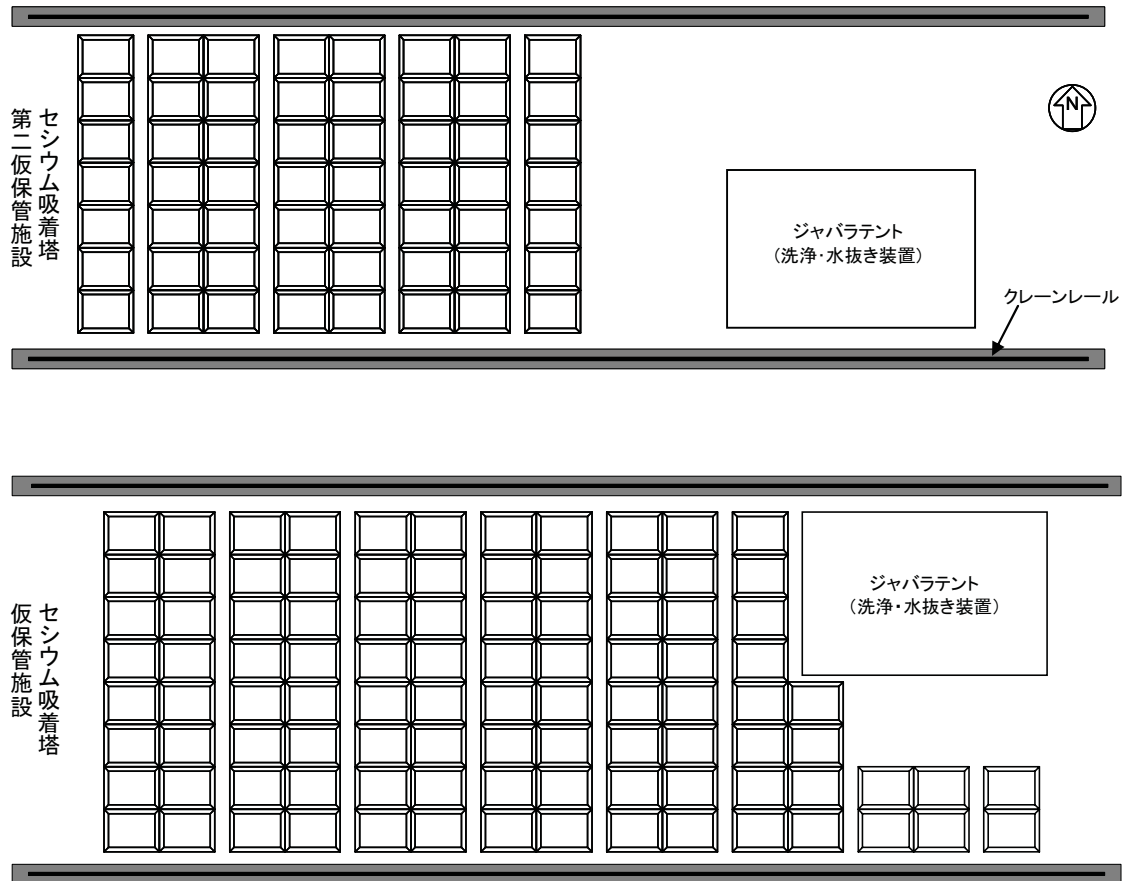 セシウム吸着塔
第二仮保管施設
N
ジャバラテント
（洗浄・水抜き装置）
クレーンレール
セシウム吸着塔
仮保管施設
ジャバラテント
（洗浄・水抜き装置）